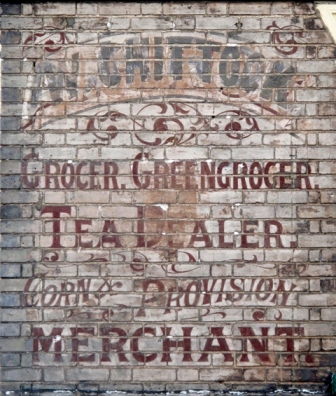 GROCER. GREENGROCER.
TEA DEALER.
CORN & PROVISION
MERCHANT.